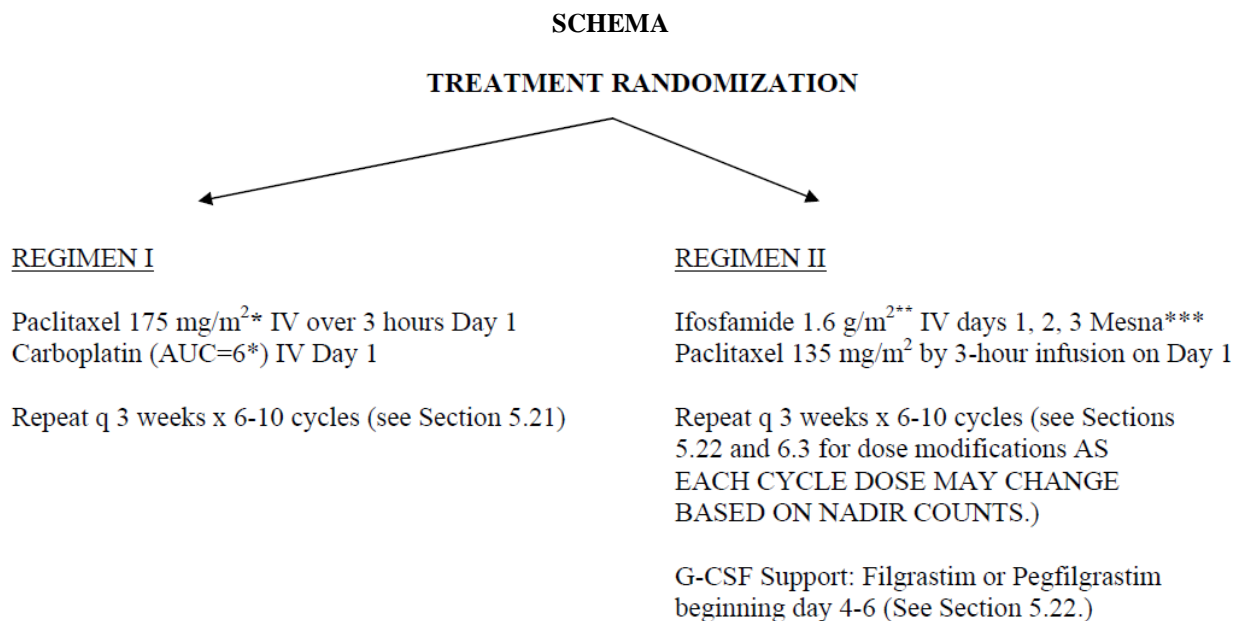 SCHEMA
TREATMENT RANDOMIZATION
REGIMEN I
Paclitaxel 175 mg/m²* IV over 3 hours Day 1
Carboplatin (AUC=6*) IV Day 1
Repeat q 3 weeks x 6-10 cycles (see Section 5.21)
REGIMEN II
Ifosfamide 1.6 g/m²** IV days 1, 2, 3 Mesna***
Paclitaxel 135 mg/m² by 3-hour infusion on Day 1
Repeat q 3 weeks x 6-10 cycles (see Sections
5.22 and 6.3 for dose modifications AS
EACH CYCLE DOSE MAY CHANGE
BASED ON NADIR COUNTS.)
G-CSF Support: Filgrastim or Pegfilgrastim
beginning day 4-6 (See Section 5.22.)